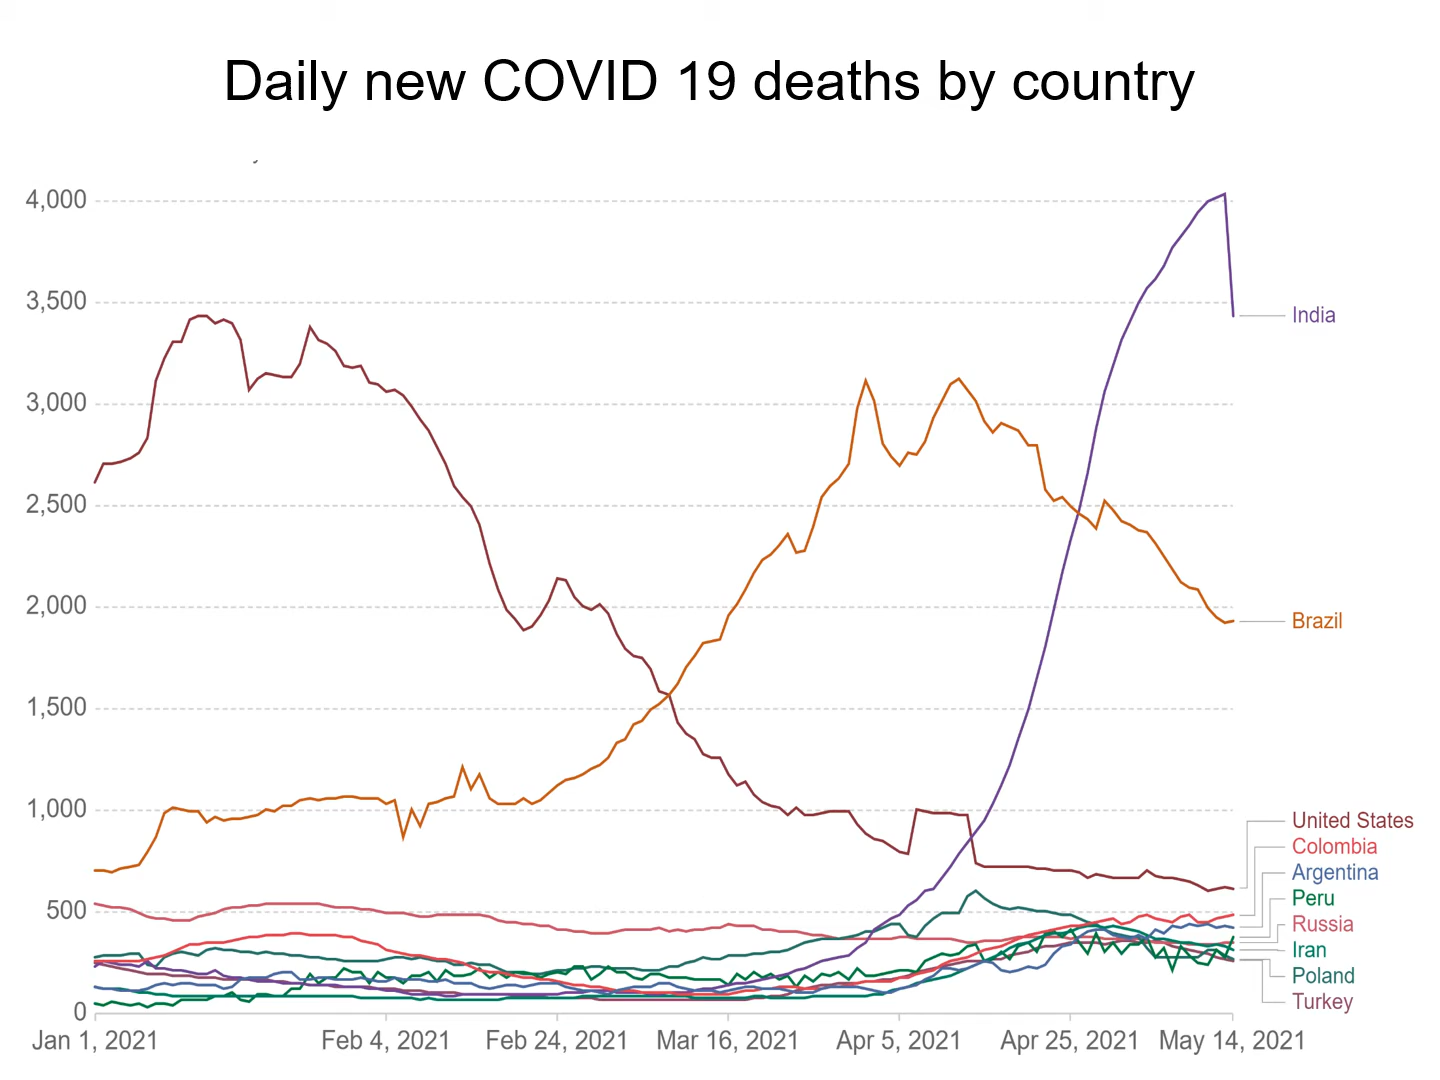 Daily new COVID 19 deaths by country
4,000
3,500
3,000
2,500
2,000
1,500
1,000
500
0
India
Brazil
United States
Colombia
Argentina
Peru
Russia
Iran
Poland
Turkey
Jan 1, 2021
Feb 4, 2021
Feb 24, 2021
Mar 16, 2021
Apr 5, 2021
Apr 25, 2021
May 14, 2021